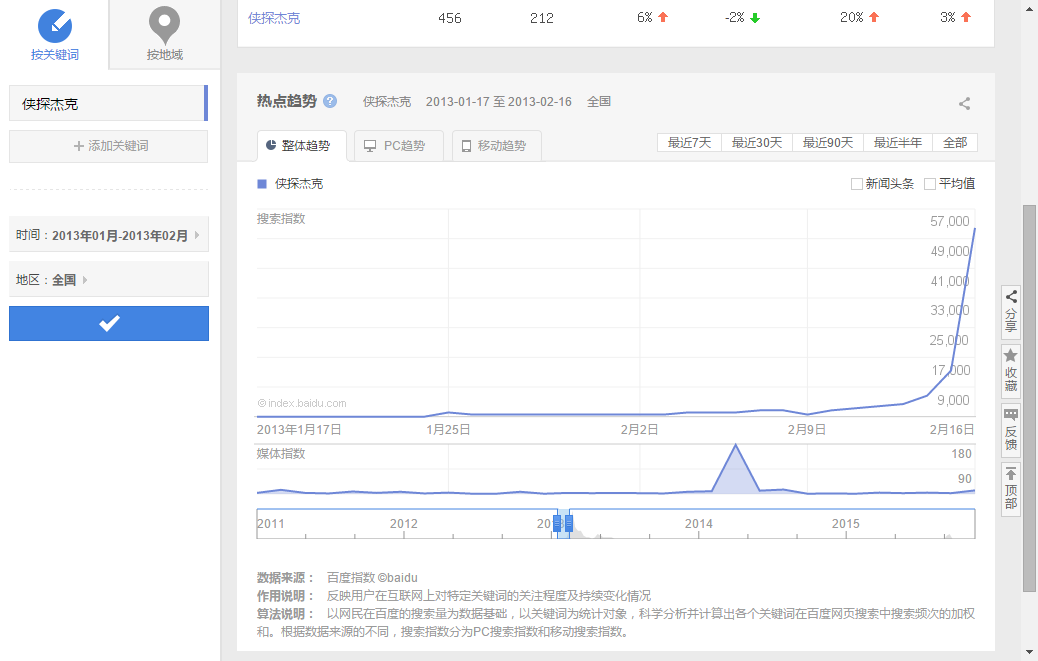 按关键词
按地域
侠探杰克
添加关键词
时间：2013年01月-2013年02月
地区：全国
侠探杰克 456 212 6% -2% 20% 3%
热点趋势 ? 侠探杰克 2013-01-17 至 2013-02-16 全国
整体趋势 PC趋势 移动趋势 最近7天 最近30天 最近90天 最近半年 全部
侠探杰克 新闻头条 平均值
搜索指数
57,000
49,000
41,000
33,000
25,000
17,000
9,000
©index.baidu.com
2013年1月17日 1月25日 2月2日 2月9日 2月16日
媒体指数
180
90
2011 2012 2014 2015
数据来源： 百度指数 ©baidu
作用说明： 反映用户在互联网上对特定关键词的关注程度及持续变化情况
算法说明： 以网民在百度的搜索量为数据基础，以关键词为统计对象，科学分析并计算出各个关键词在百度网页搜索中搜索频次的加权
和。根据数据来源的不同，搜索指数分为PC搜索指数和移动搜索指数。
分享
收藏
反馈
顶部